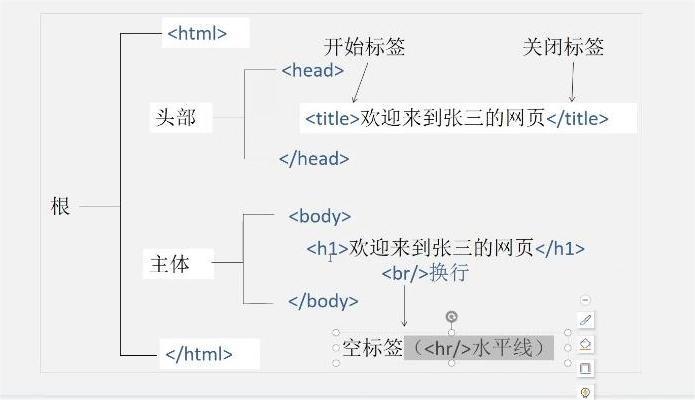 <html>
开始标签
关闭标签
<head>
头部
<title>欢迎来到张三的网页</title>
</head>
根
<body>
<h1>欢迎来到张三的网页</h1>
主体
<br/>换行
</body>
空标签（<hr/>水平线）
</html>